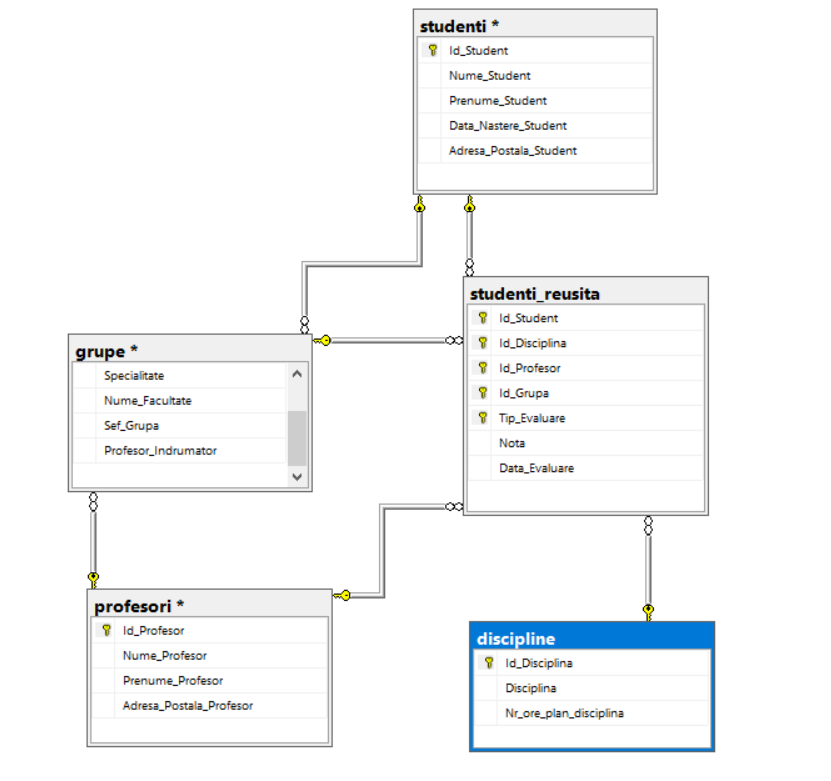 studenti *
Id_Student
Nume_Student
Prenume_Student
Data_Nastere_Student
Adresa_Postala_Student
studenti_reusita
Id_Student
Id_Disciplina
Id_Profesor
Id_Grupa
Tip_Evaluare
Nota
Data_Evaluare
grupe *
Specialitate
Nume_Facultate
Sef_Grupa
Profesor_Indrumator
profesori *
Id_Profesor
Nume_Profesor
Prenume_Profesor
Adresa_Postala_Profesor
discipline
Id_Disciplina
Disciplina
Nr_ore_plan_disciplina